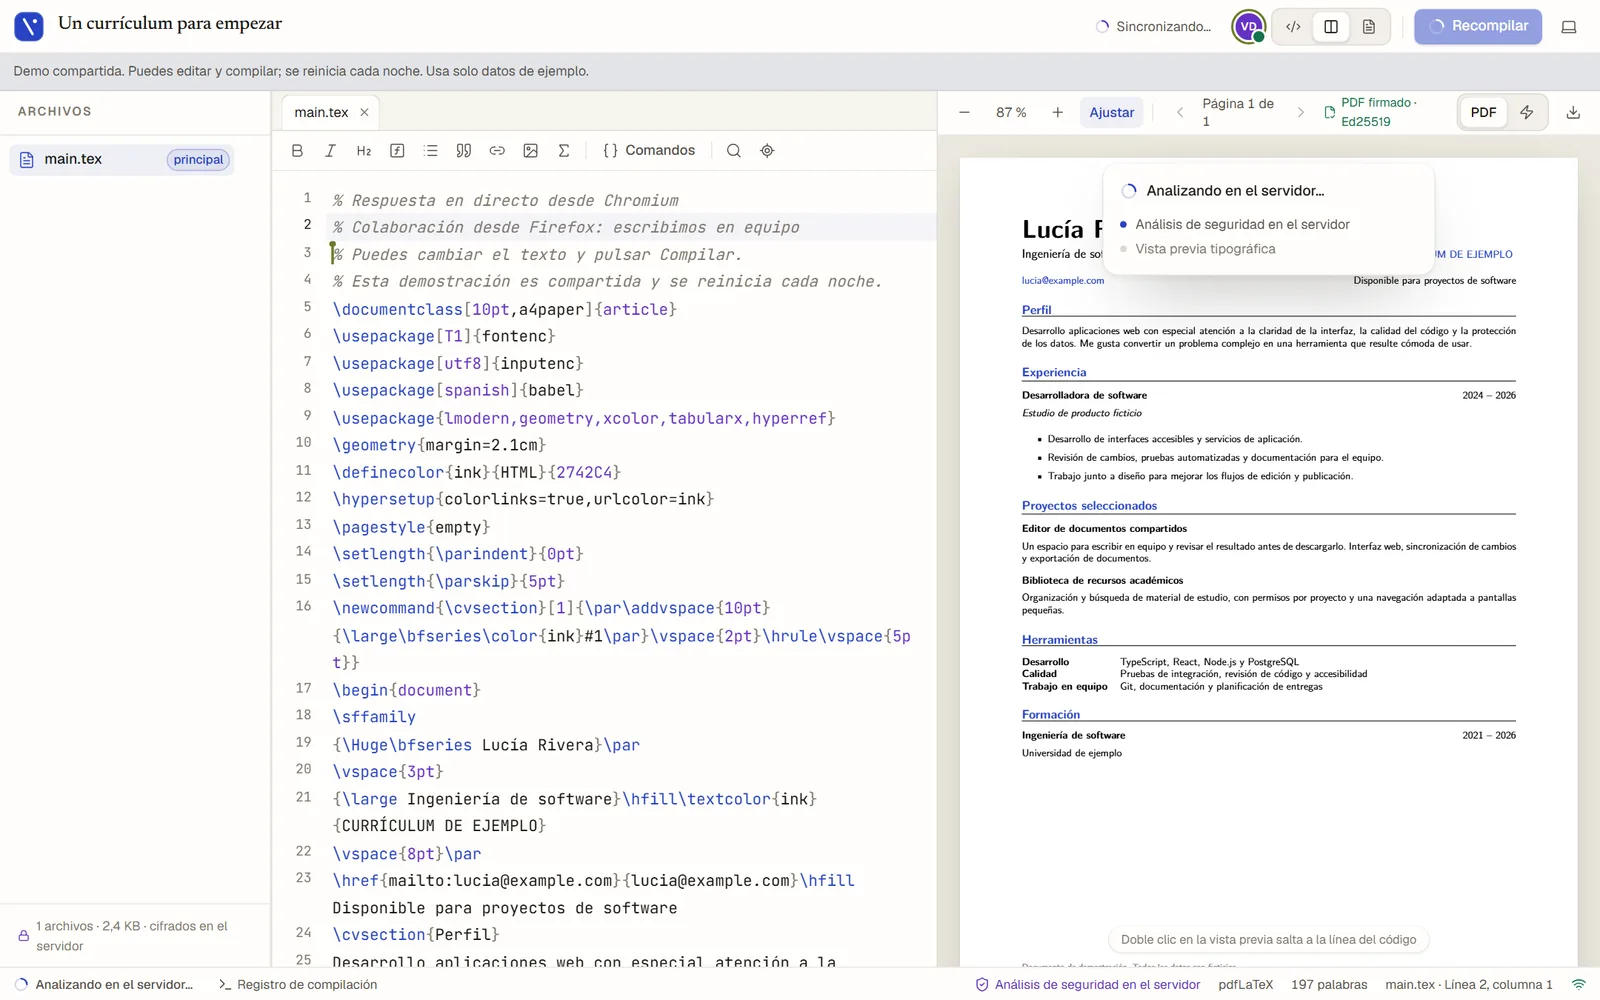 Un currículum para empezar
Sincronizando...
VD
Recompilar
Demo compartida. Puedes editar y compilar; se reinicia cada noche. Usa solo datos de ejemplo.
ARCHIVOS
main.tex
principal
1 archivos · 2,4 KB · cifrados en el
servidor
main.tex
B I H2 Comandos
1 % Respuesta en directo desde Chromium
2 % Colaboración desde Firefox: escribimos en equipo
3 % Puedes cambiar el texto y pulsar Compilar.
4 % Esta demostración es compartida y se reinicia cada noche.
5 \documentclass[10pt,a4paper]{article}
6 \usepackage[T1]{fontenc}
7 \usepackage[utf8]{inputenc}
8 \usepackage[spanish]{babel}
9 \usepackage{lmodern,geometry,xcolor,tabularx,hyperref}
10 \geometry{margin=2.1cm}
11 \definecolor{ink}{HTML}{2742C4}
12 \hypersetup{colorlinks=true,urlcolor=ink}
13 \pagestyle{empty}
14 \setlength{\parindent}{0pt}
15 \setlength{\parskip}{5pt}
16 \newcommand{\cvsection}[1]{\par\addvspace{10pt}
{\large\bfseries\color{ink}#1\par}\vspace{2pt}\hrule\vspace{5p
t}}
17 \begin{document}
18 \sffamily
19 {\Huge\bfseries Lucía Rivera}\par
20 \vspace{3pt}
21 {\large Ingeniería de software}\hfill\textcolor{ink}
{CURRÍCULUM DE EJEMPLO}
22 \vspace{8pt}\par
23 \href{mailto:lucia@example.com}{lucia@example.com}\hfill
Disponible para proyectos de software
24 \cvsection{Perfil}
25 Desarrollo aplicaciones web con especial atención a la
87 %
Ajustar
Página 1 de
1
PDF firmado ·
Ed25519
PDF
Analizando en el servidor...
Análisis de seguridad en el servidor
Vista previa tipográfica
Lucía
Ingeniería de
DE EJEMPLO
lucia@example.com Disponible para proyectos de software
Perfil
Desarrollo aplicaciones web con especial atención a la claridad de la interfaz, la calidad del código y la protección
de los datos. Me gusta convertir un problema complejo en una herramienta que resulte cómoda de usar.
Experiencia
Desarrolladora de software 2024 – 2026
Estudio de producto ficticio
Desarrollo de interfaces accesibles y servicios de aplicación.
Revisión de cambios, pruebas automatizadas y documentación para el equipo.
Trabajo junto a diseño para mejorar los flujos de edición y publicación.
Proyectos seleccionados
Editor de documentos compartidos
Un espacio para escribir en equipo y revisar el resultado antes de descargarlo. Interfaz web, sincronización de cambios
y exportación de documentos.
Biblioteca de recursos académicos
Organización y búsqueda de material de estudio, con permisos por proyecto y una navegación adaptada a pantallas
pequeñas.
Herramientas
Desarrollo TypeScript, React, Node.js y PostgreSQL
Calidad Pruebas de integración, revisión de código y accesibilidad
Trabajo en equipo Git, documentación y planificación de entregas
Formación
Ingeniería de software 2021 – 2026
Universidad de ejemplo
Doble clic en la vista previa salta a la línea del código
Analizando en el servidor...
Registro de compilación
Análisis de seguridad en el servidor
pdfLaTeX
197 palabras
main.tex · Línea 2, columna 1